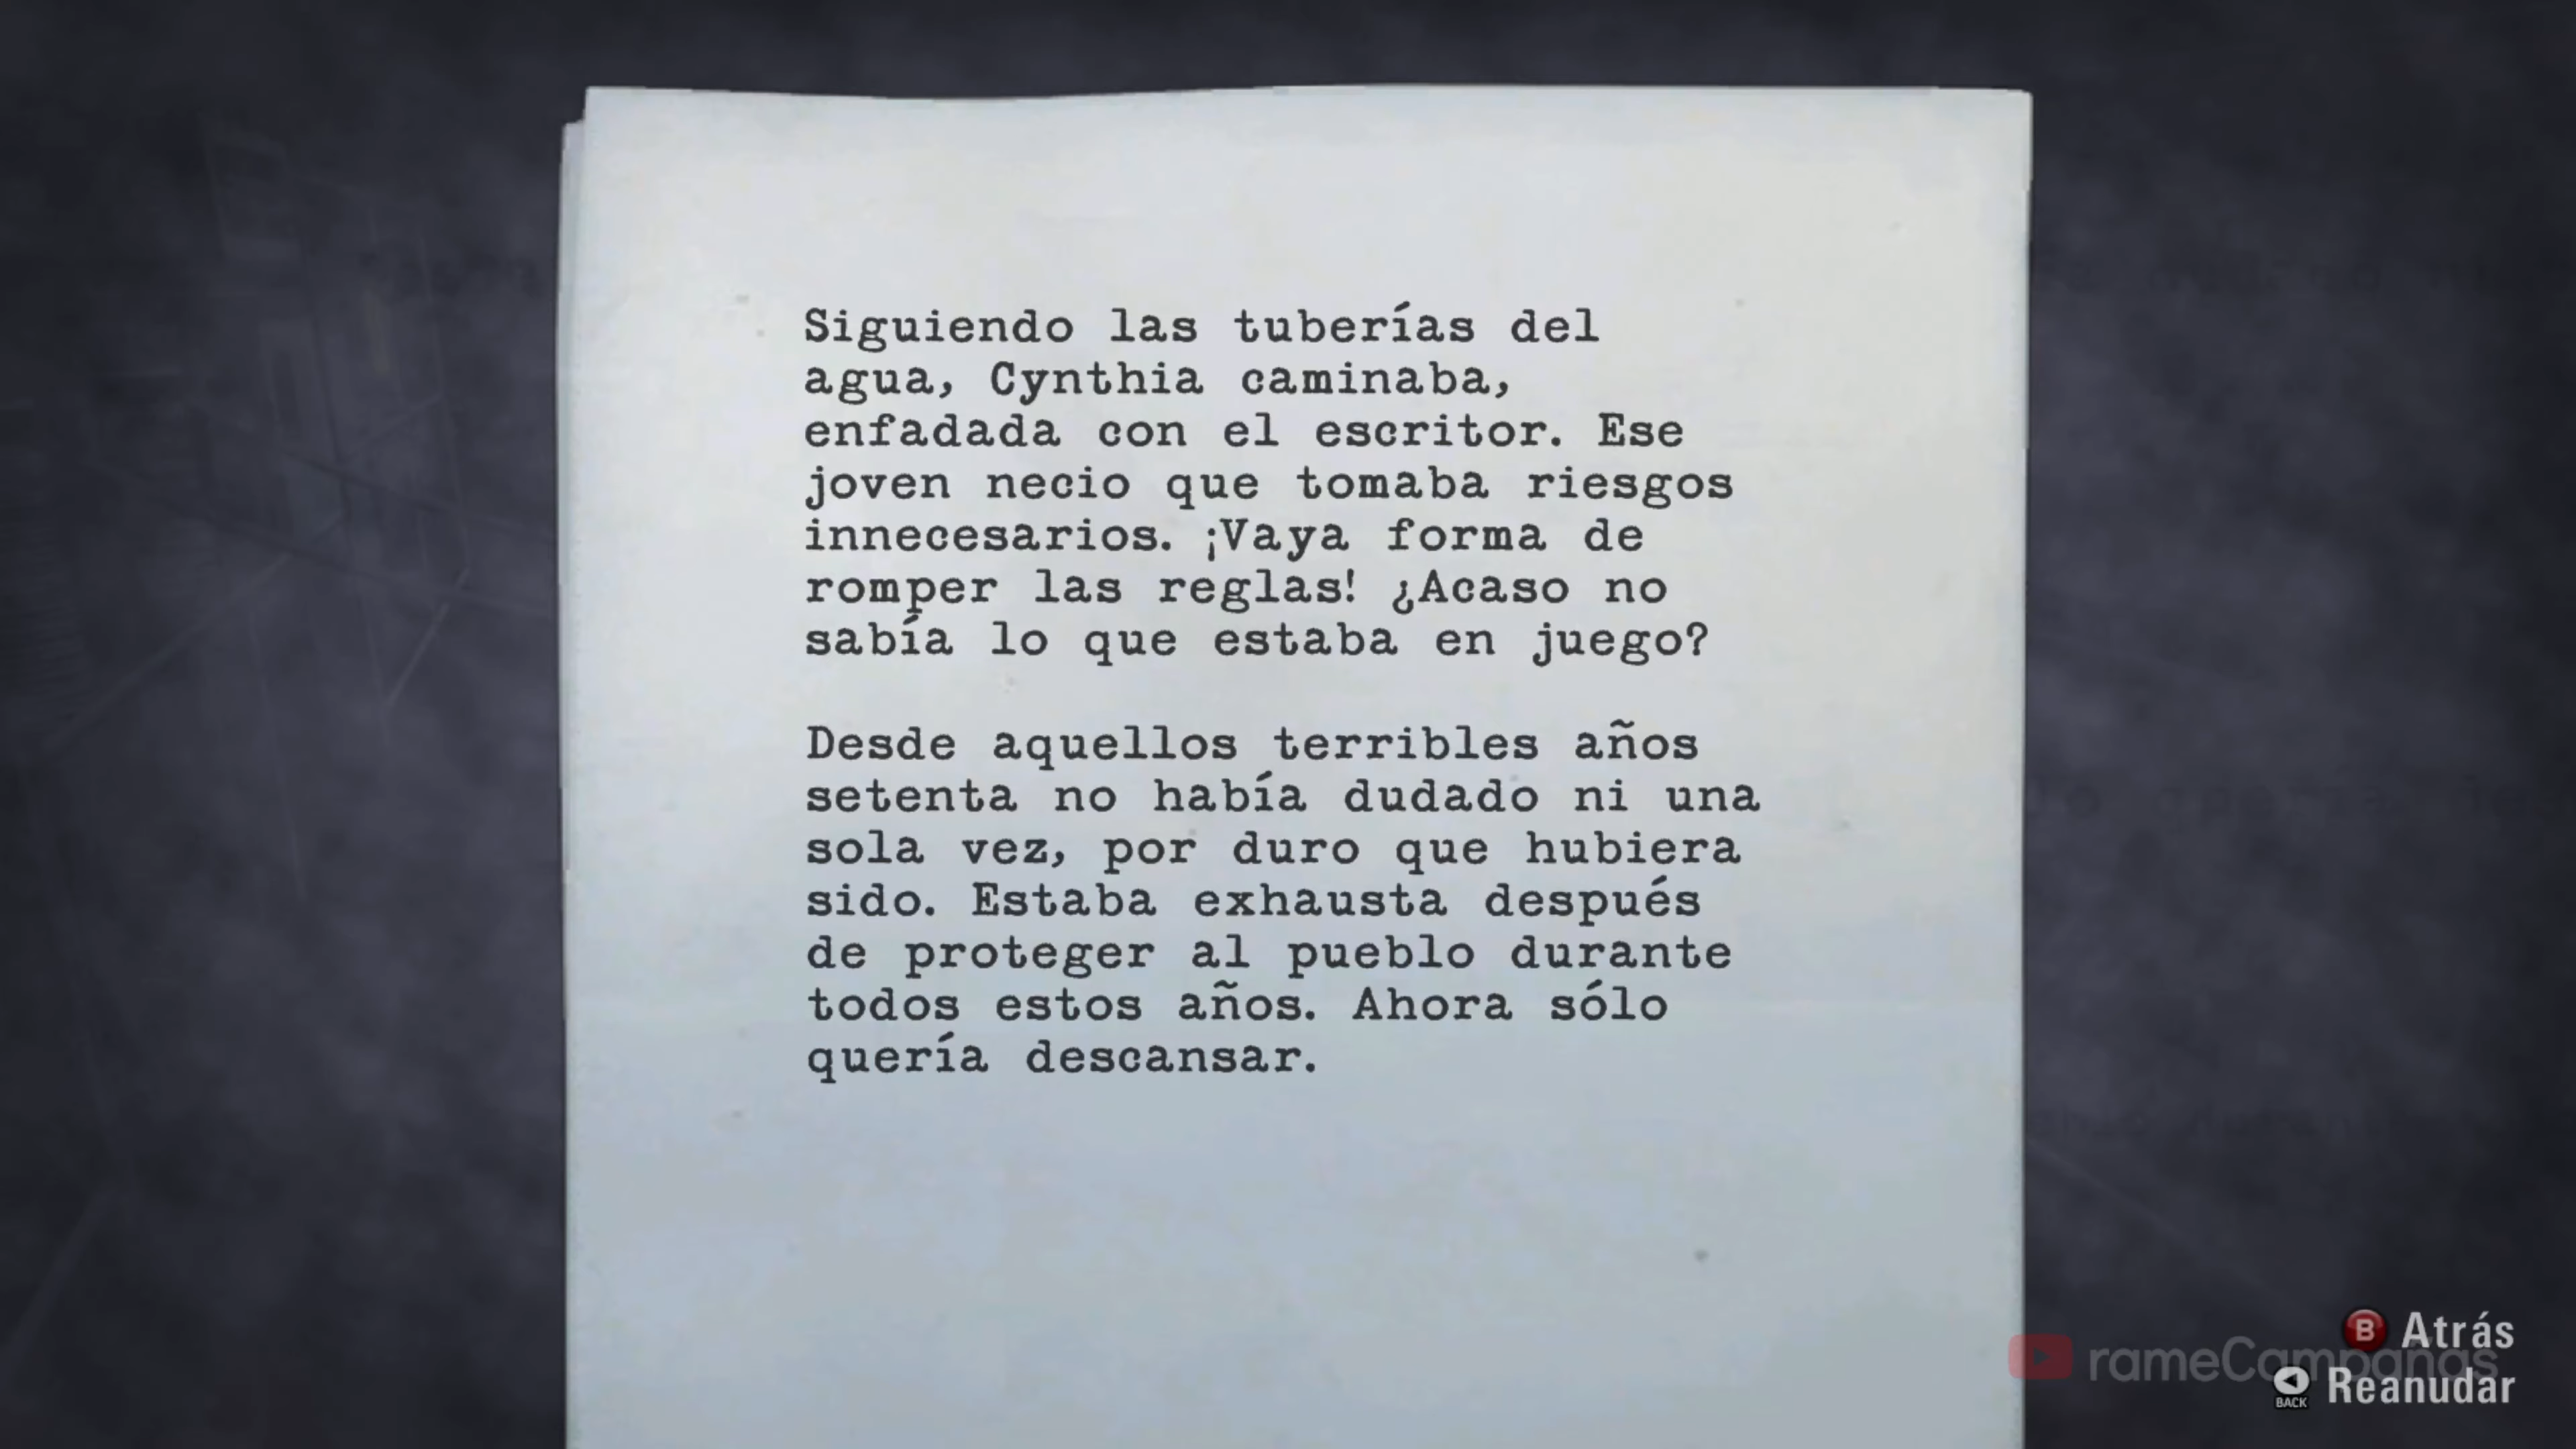 Siguiendo las tuberías del
agua, Cynthia caminaba,
enfadada con el escritor. Ese
joven necio que tomaba riesgos
innecesarios. ¡Vaya forma de
romper las reglas! ¿Acaso no
sabía lo que estaba en juego?
Desde aquellos terribles años
setenta no había dudado ni una
sola vez, por duro que hubiera
sido. Estaba exhausta después
de proteger al pueblo durante
todos estos años. Ahora sólo
quería descansar.
B Atrás
rameCampañas
BACK Reanudar